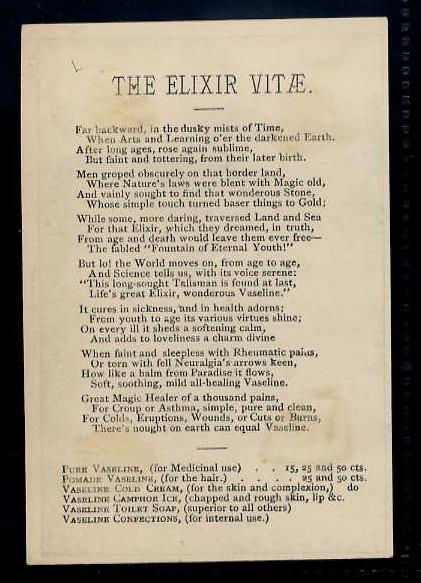 THE ELIXIR VITÆ.
Far backward, in the dusky mists of Time,
When Arts and Learning o'er the darkened Earth.
After long ages, rose again sublime,
But faint and tottering, from their later birth.
Men groped obscurely on that border land,
Where Nature's laws were blent with Magic old,
And vainly sought to find that wonderous Stone,
Whose simple touch turned baser things to Gold;
While some, more daring, traversed Land and Sea
For that Elixir, which they dreamed, in truth,
From age and death would leave them ever free—
The fabled "Fountain of Eternal Youth!"
But lo! the World moves on, from age to age,
And Science tells us, with its voice serene:
"This long-sought Talisman is found at last,
Life's great Elixir, wonderous Vaseline."
It cures in sickness, and in health adorns;
From youth to age its various virtues shine;
On every ill it sheds a softening calm,
And adds to loveliness a charm divine
When faint and sleepless with Rheumatic pains,
Or torn with fell Neuralgia's arrows keen,
How like a balm from Paradise it flows,
Soft, soothing, mild all-healing Vaseline.
Great Magic Healer of a thousand pains,
For Croup or Asthma, simple, pure and clean,
For Colds, Eruptions, Wounds, or Cuts or Burns,
There's nought on earth can equal Vaseline.
PURE VASELINE, (for Medicinal use) . . 15, 25 and 50 cts.
POMADE VASELINE, (for the hair.) . . . . 25 and 50 cts.
VASELINE COLD CREAM, (for the skin and complexion,) do
VASELINE CAMPHOR ICE, (chapped and rough skin, lip &c.
VASELINE TOILET SOAP, (superior to all others)
VASELINE CONFECTIONS, (for internal use.)